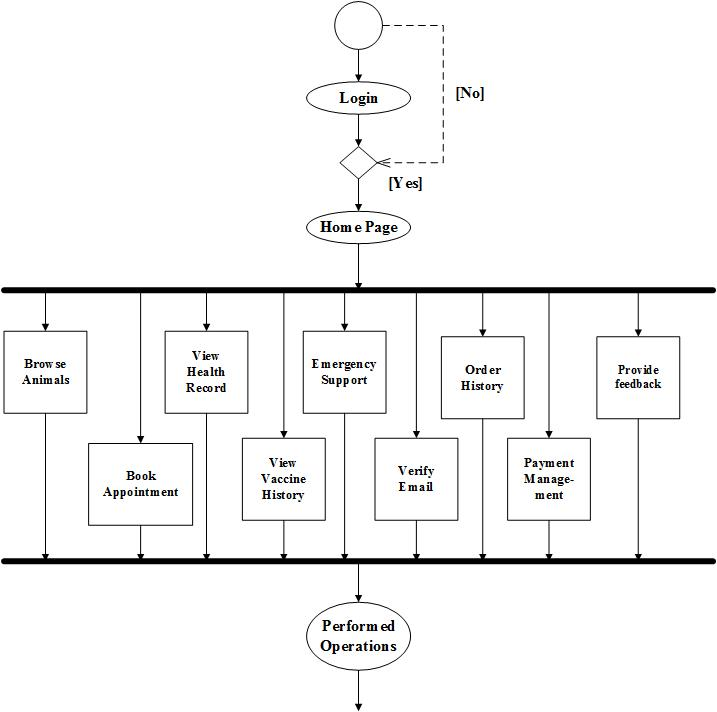 Login
[No]
[Yes]
Home Page
Browse
Animals
View
Health
Record
Emergency
Support
Order
History
Provide
feedback
Book
Appointment
View
Vaccine
History
Verify
Email
Payment
Manage-
ment
Performed
Operations